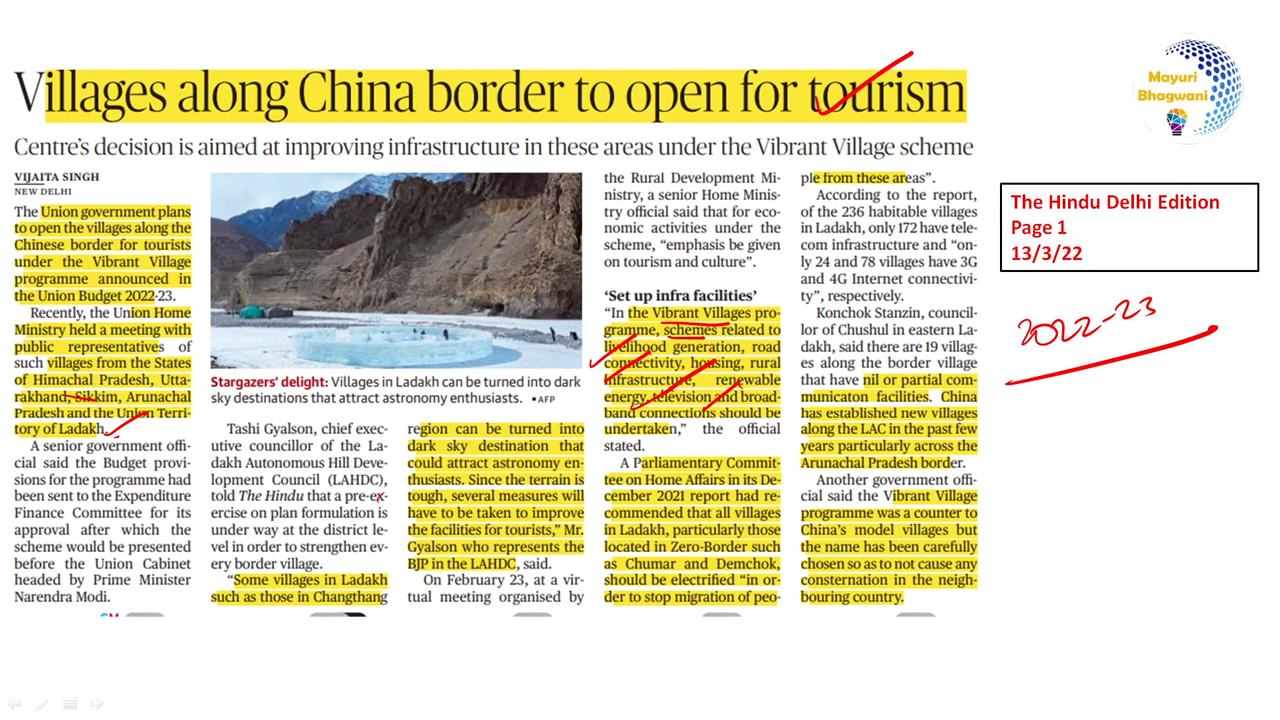 Villages along China border to open for tourism
Centre’s decision is aimed at improving infrastructure in these areas under the Vibrant Village scheme
VIJAITA SINGH
NEW DELHI
The Union government plans
to open the villages along the
Chinese border for tourists
under the Vibrant Village
programme announced in
the Union Budget 2022-23.
Recently, the Union Home
Ministry held a meeting with
public representatives of
such villages from the States
of Himachal Pradesh, Utta-
rakhand, Sikkim, Arunachal
Pradesh and the Union Terri-
tory of Ladakh.
A senior government offi-
cial said the Budget provi-
sions for the programme had
been sent to the Expenditure
Finance Committee for its
approval after which the
scheme would be presented
before the Union Cabinet
headed by Prime Minister
Narendra Modi.
Stargazers’ delight: Villages in Ladakh can be turned into dark
sky destinations that attract astronomy enthusiasts. ▪ AFP
Tashi Gyalson, chief exec-
utive councillor of the La-
dakh Autonomous Hill Deve-
lopment Council (LAHDC),
told The Hindu that a pre-ex-
ercise on plan formulation is
under way at the district le-
vel in order to strengthen ev-
ery border village.
“Some villages in Ladakh
such as those in Changthang
region can be turned into
dark sky destination that
could attract astronomy en-
thusiasts. Since the terrain is
tough, several measures will
have to be taken to improve
the facilities for tourists,” Mr.
Gyalson who represents the
BJP in the LAHDC, said.
On February 23, at a vir-
tual meeting organised by
the Rural Development Mi-
nistry, a senior Home Minis-
try official said that for eco-
nomic activities under the
scheme, “emphasis be given
on tourism and culture”.
‘Set up infra facilities’
“In the Vibrant Villages pro-
gramme, schemes related to
livelihood generation, road
connectivity, housing, rural
infrastructure, renewable
energy, television and broad-
band connections should be
undertaken,” the official
stated.
A Parliamentary Commit-
tee on Home Affairs in its De-
cember 2021 report had re-
commended that all villages
in Ladakh, particularly those
located in Zero-Border such
as Chumar and Demchok,
should be electrified “in or-
der to stop migration of peo-
ple from these areas”.
According to the report,
of the 236 habitable villages
in Ladakh, only 172 have tele-
com infrastructure and “on-
ly 24 and 78 villages have 3G
and 4G Internet connectivi-
ty”, respectively.
Konchok Stanzin, council-
lor of Chushul in eastern La-
dakh, said there are 19 villag-
es along the border village
that have nil or partial com-
municaton facilities. China
has established new villages
along the LAC in the past few
years particularly across the
Arunachal Pradesh border.
Another government offi-
cial said the Vibrant Village
programme was a counter to
China’s model villages but
the name has been carefully
chosen so as to not cause any
consternation in the neigh-
bouring country.
Mayuri
Bhagwani
The Hindu Delhi Edition
Page 1
13/3/22
2022-23